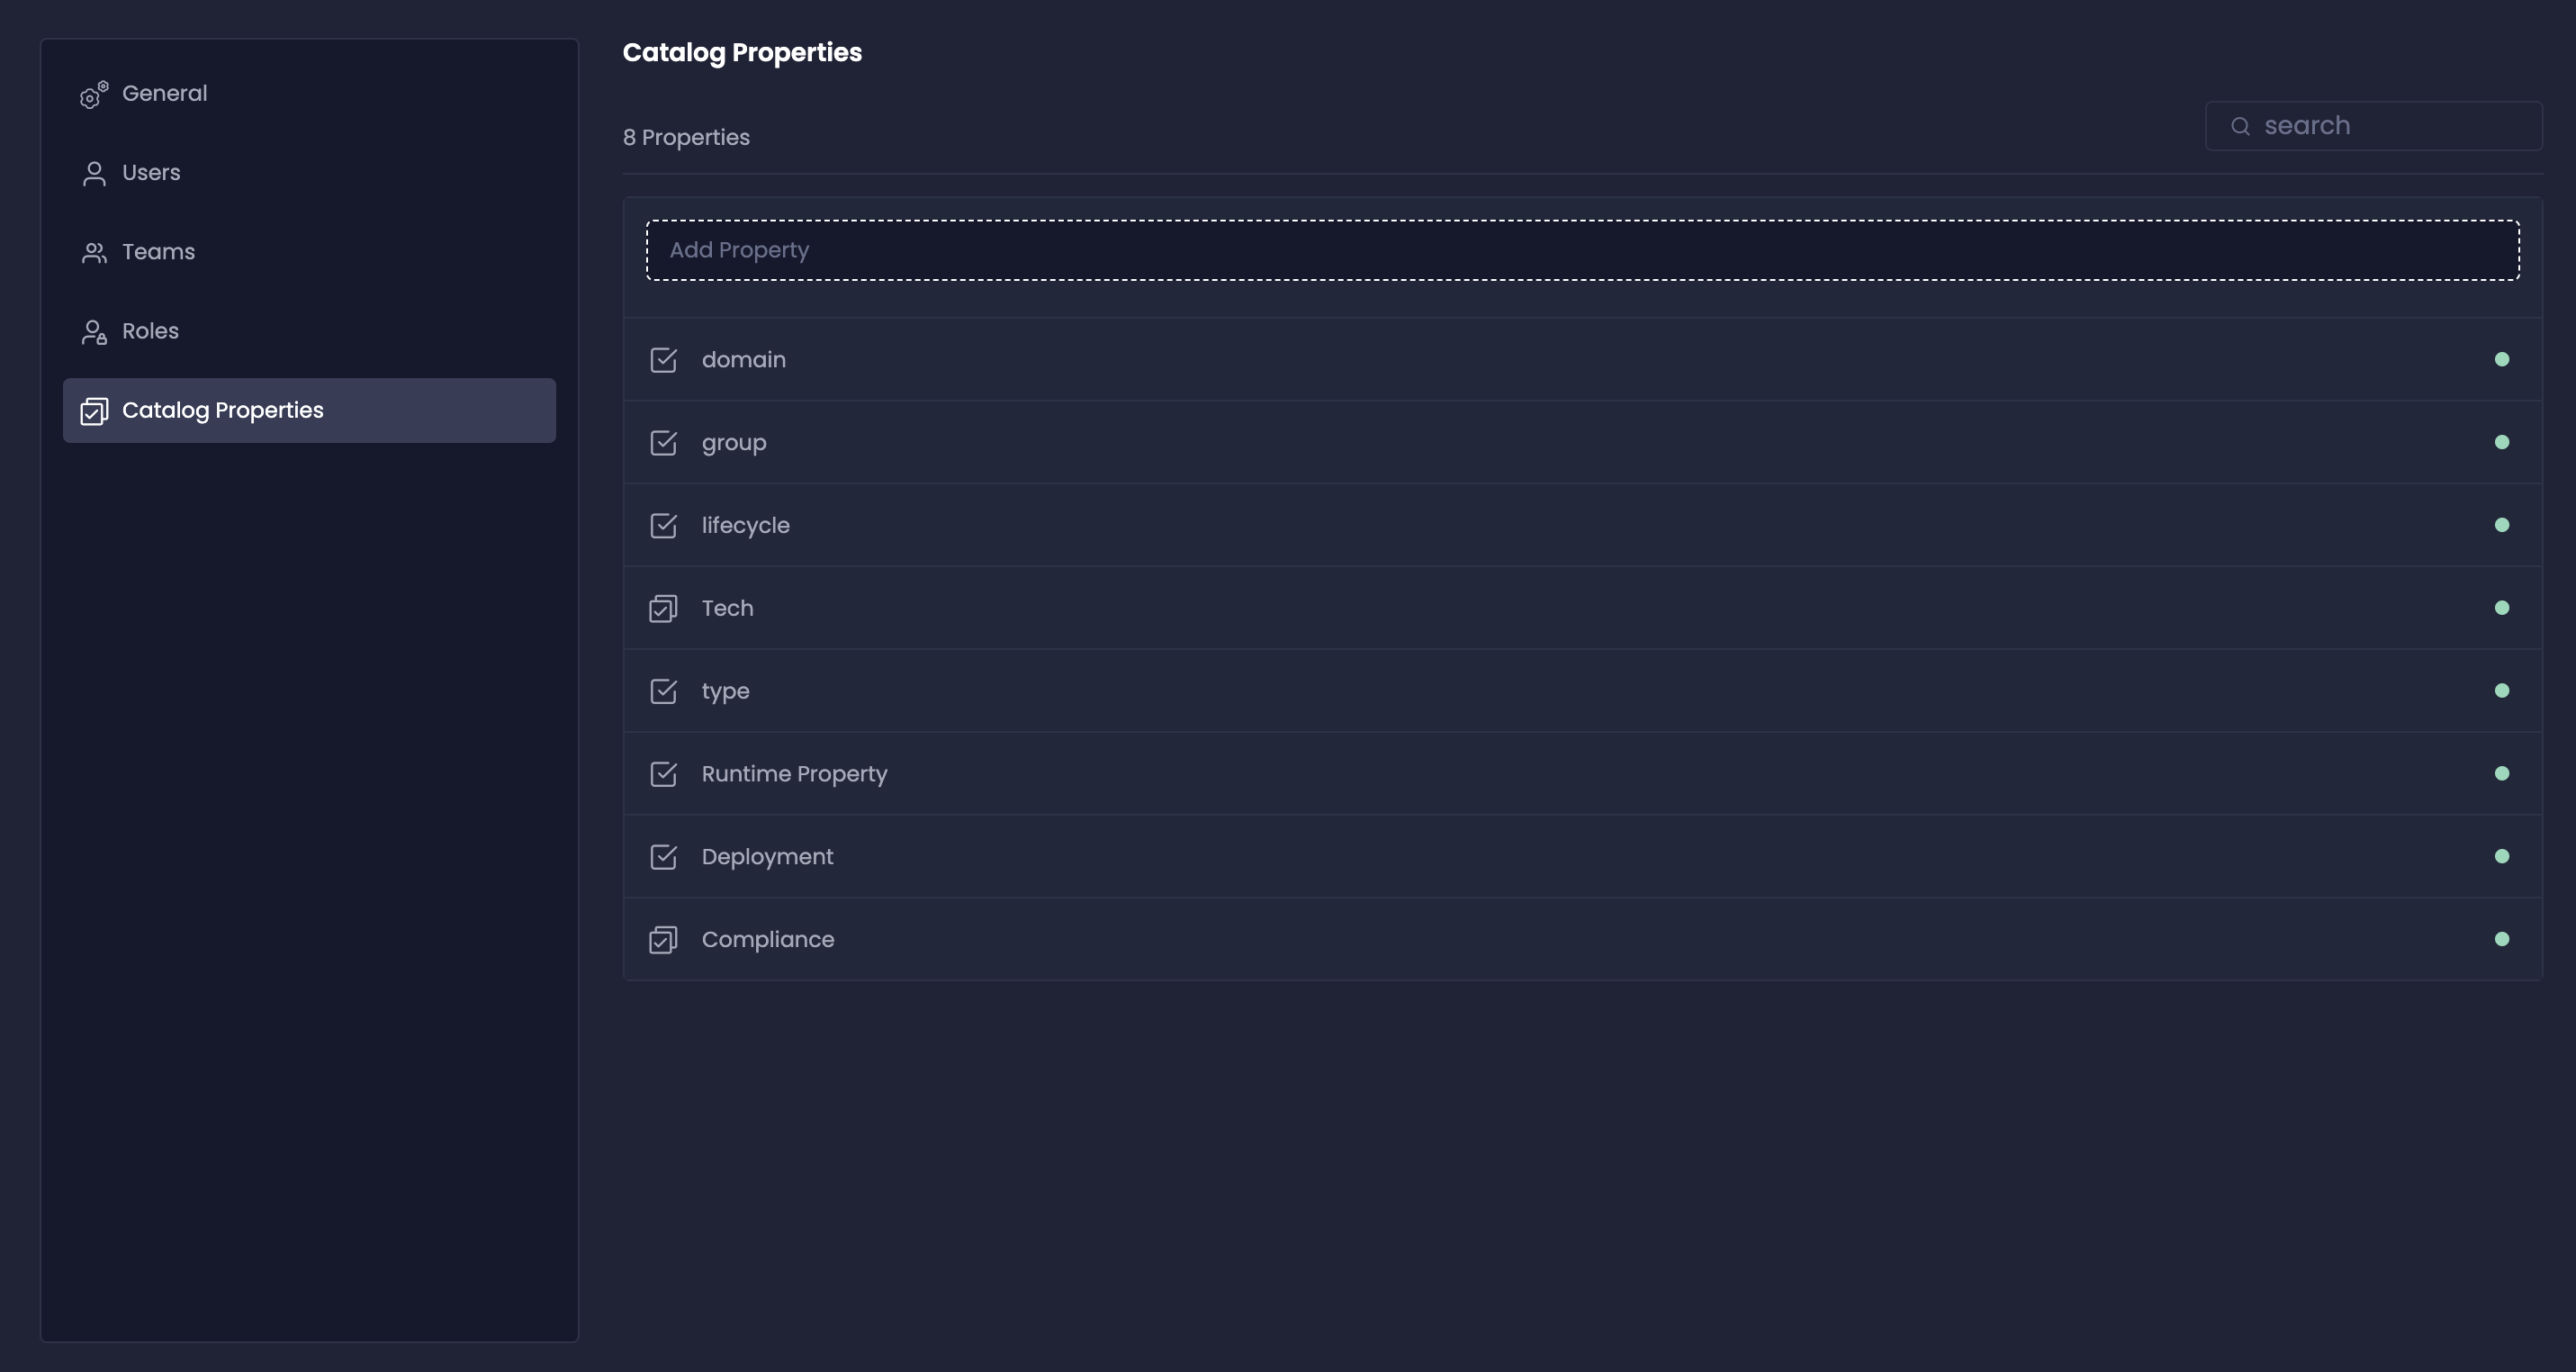 General
Users
Teams
Roles
Catalog Properties
Catalog Properties
8 Properties
search
Add Property
domain
group
lifecycle
Tech
type
Runtime Property
Deployment
Compliance